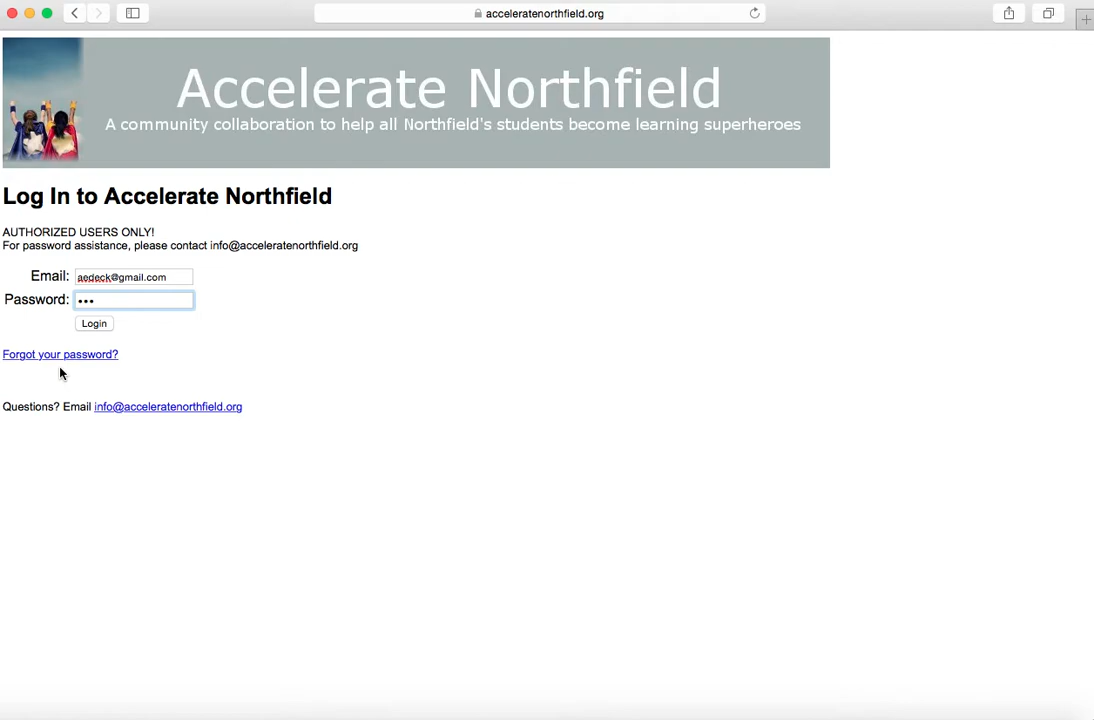 acceleratenorthfield.org
Accelerate Northfield
A community collaboration to help all Northfield's students become learning superheroes
Log In to Accelerate Northfield
AUTHORIZED USERS ONLY!
For password assistance, please contact info@acceleratenorthfield.org
Email: aedeck@gmail.com
Password: •••
Login
Forgot your password?
Questions? Email info@acceleratenorthfield.org